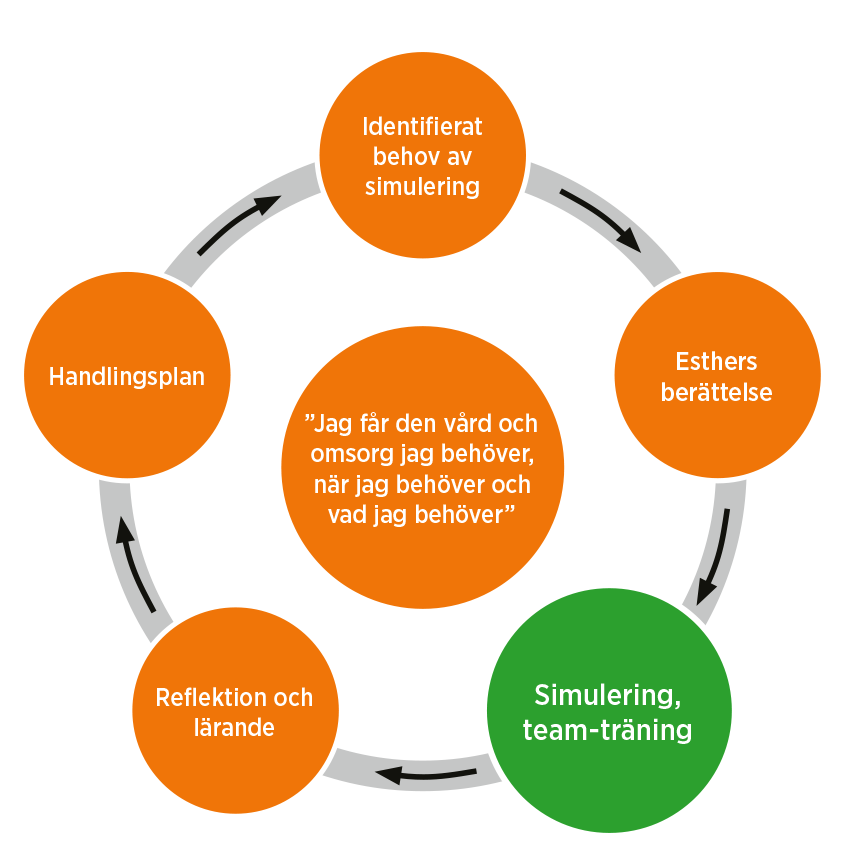 Identifierat
behov av
simulering
Esthers
berättelse
Simulering,
team-träning
Reflektion och
lärande
Handlingsplan
”Jag får den vård och
omsorg jag behöver,
när jag behöver och
vad jag behöver”